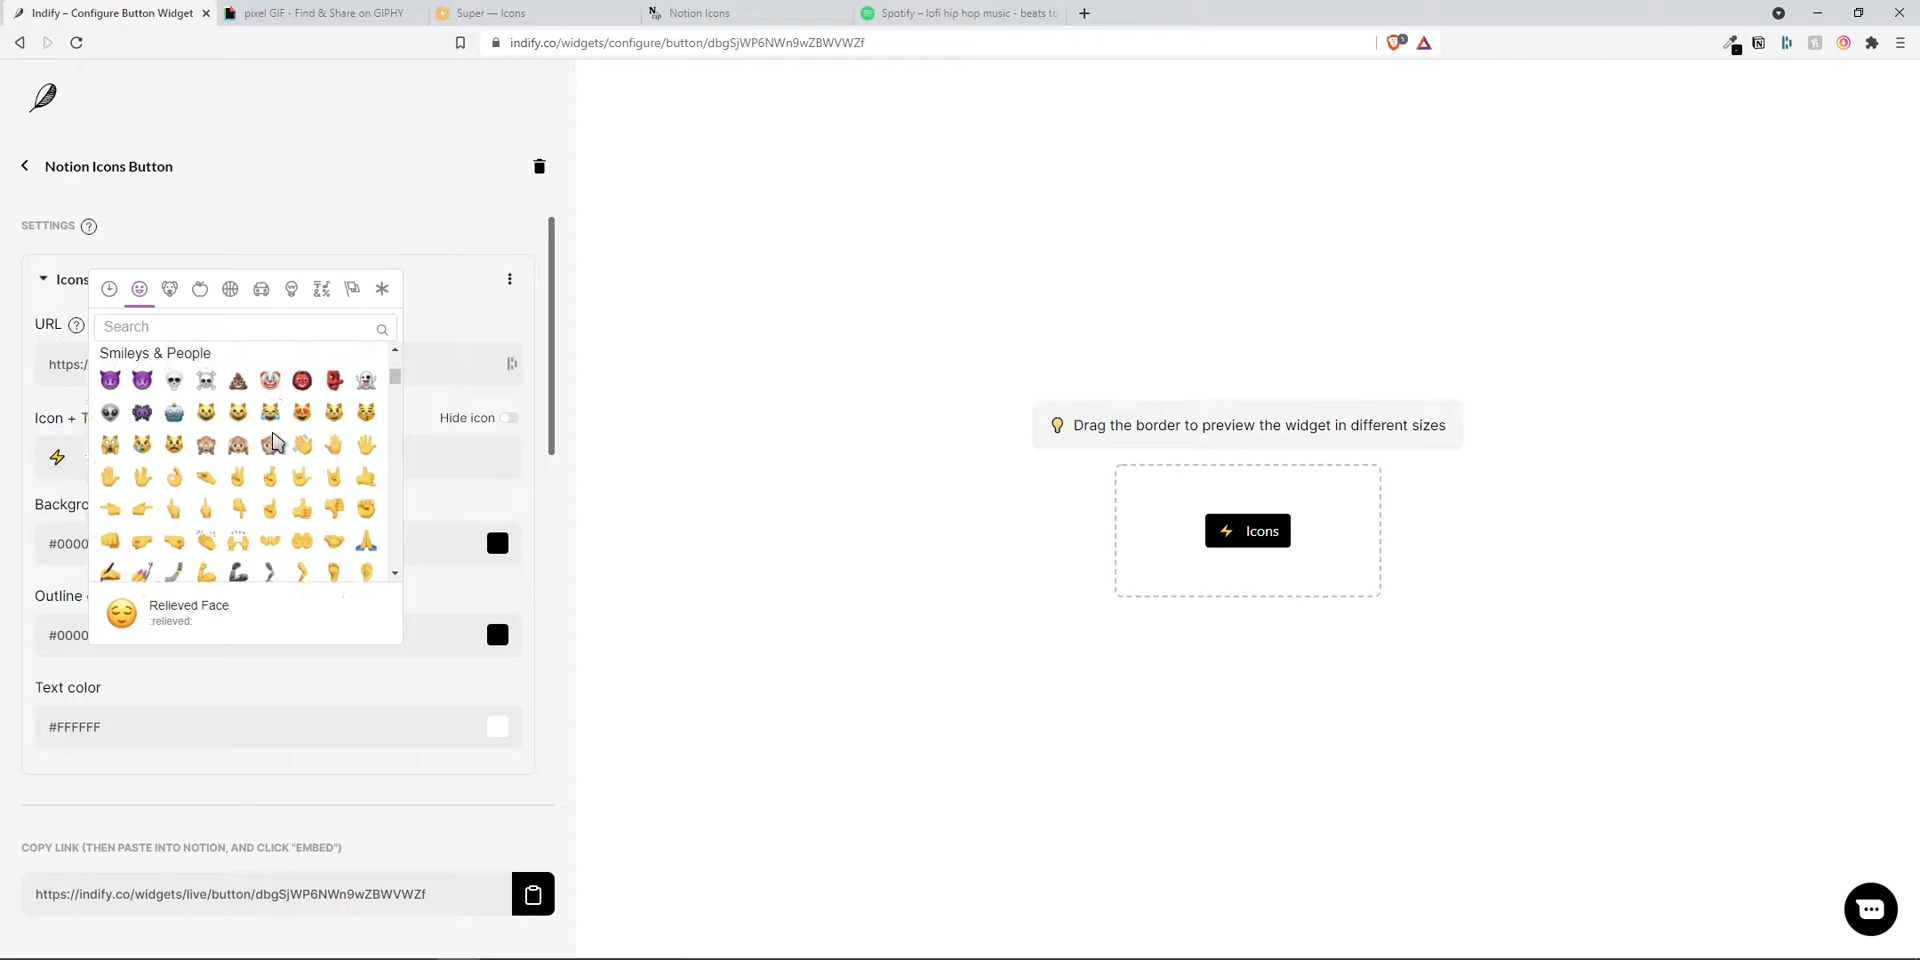 Indify – Configure Button Widget
pixel GIF - Find & Share on GIPHY
Super — Icons
Notion Icons
Spotify – lofi hip hop music - beats to
indify.co/widgets/configure/button/dbgSjWP6NWn9wZBWVWZf
Notion Icons Button
SETTINGS
Icons
URL
https:/
Icon + T
Hide icon
Backgro
#0000
Outline
#0000
Text color
#FFFFFF
Search
Smileys & People
Relieved Face
:relieved:
COPY LINK (THEN PASTE INTO NOTION, AND CLICK "EMBED")
https://indify.co/widgets/live/button/dbgSjWP6NWn9wZBWVWZf
Drag the border to preview the widget in different sizes
Icons